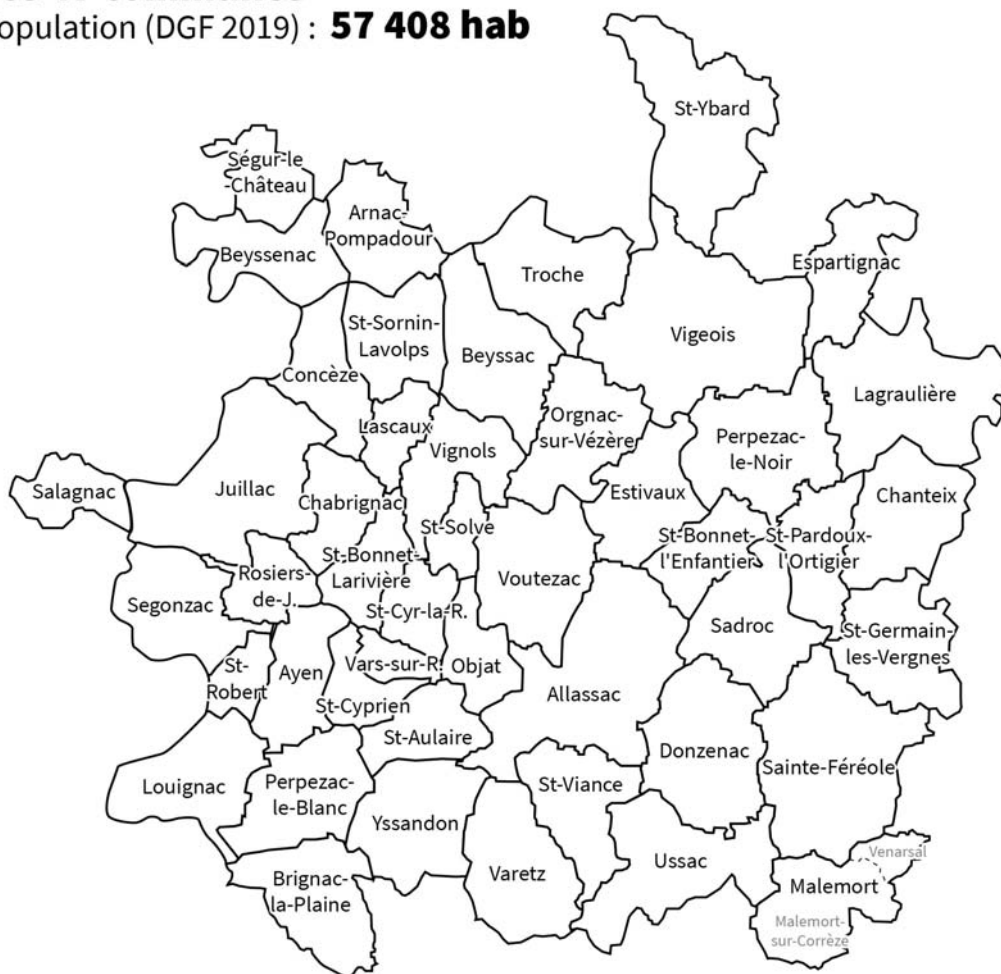 opulation (DGF 2019) : 57 408 hab
St-Ybard
Ségur-le
-Château
Arnac-
Pompadour
Beyssenac
Espartignac
Troche
St-Sornin-
Lavolps
Vigeois
Beyssac
Concèze
Lagraulière
Orgnac-
sur-Vézère
Lascaux
Perpezac-
le-Noir
Vignols
Salagnac
Juillac
Estivaux
Chanteix
Chabrignac
St-Solve
St-Bonnet-
l'Enfantier
St-Pardoux-
l'Ortigier
St-Bonnet-
Larivière
Voutezac
Rosiers-
de-J.
Segonzac
St-Cyr-la-R.
Sadroc
St-Germain-
les-Vergnes
St-
Robert
Ayen
Vars-sur-R.
Objat
Allassac
St-Cyprien
St-Aulaire
Donzenac
Sainte-Féréole
Louignac
Perpezac-
le-Blanc
St-Viance
Yssandon
Venarsal
Ussac
Varetz
Malemort
Brignac-
la-Plaine
Malemort-
sur-Corrèze